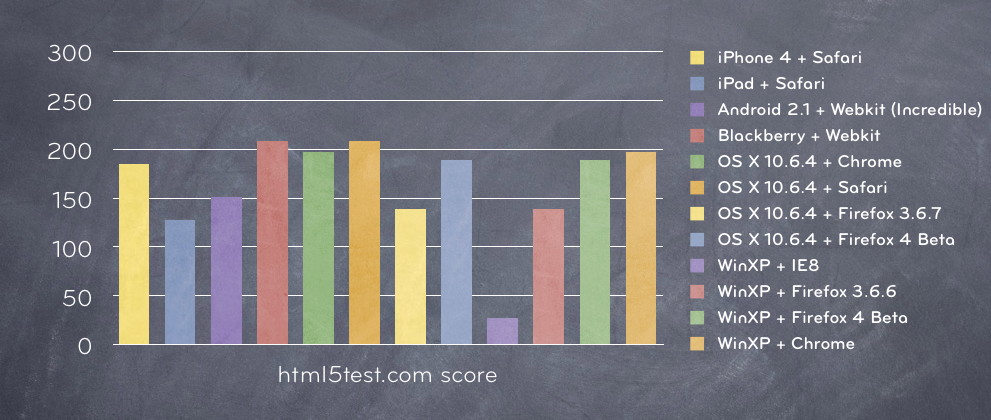 300
250
200
150
100
50
0
html5test.com score
iPhone 4 + Safari
iPad + Safari
Android 2.1 + Webkit (Incredible)
Blackberry + Webkit
OS X 10.6.4 + Chrome
OS X 10.6.4 + Safari
OS X 10.6.4 + Firefox 3.6.7
OS X 10.6.4 + Firefox 4 Beta
WinXP + IE8
WinXP + Firefox 3.6.6
WinXP + Firefox 4 Beta
WinXP + Chrome